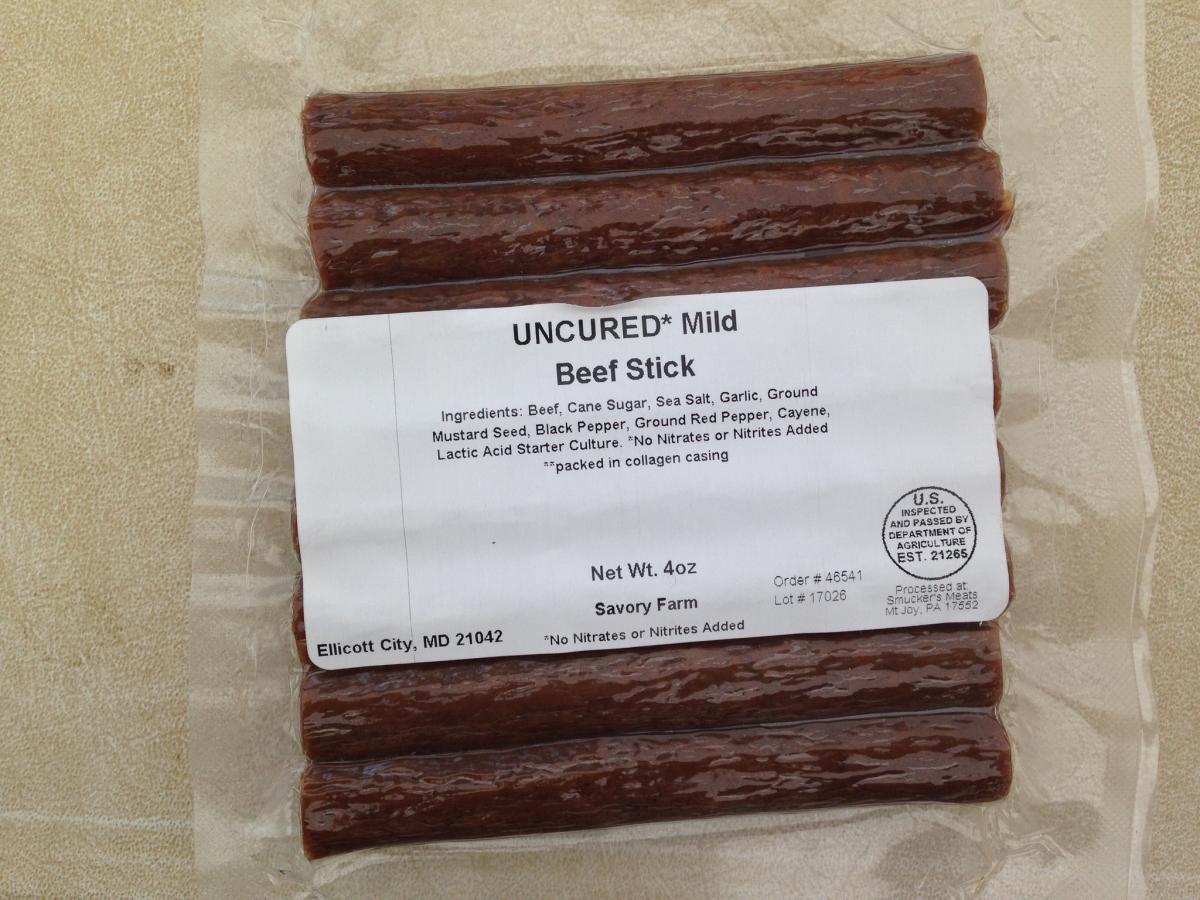 UNCURED* Mild
Beef Stick
Ingredients: Beef, Cane Sugar, Sea Salt, Garlic, Ground
Mustard Seed, Black Pepper, Ground Red Pepper, Cayene,
Lactic Acid Starter Culture. *No Nitrates or Nitrites Added
**packed in collagen casing
U.S.
INSPECTED
AND PASSED BY
DEPARTMENT OF
AGRICULTURE
EST. 21265
Net Wt. 4oz
Order # 46541
Lot # 17026
Processed at:
Smucker's Meats
Mt Joy, PA 17552
Savory Farm
Ellicott City, MD 21042
*No Nitrates or Nitrites Added